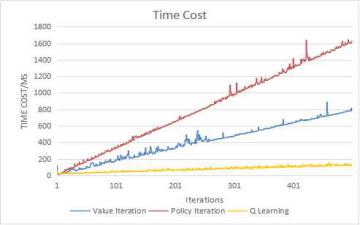 Time Cost
1800
1600
1400
1200
1000
800
600
400
200
0
TIME COST/MS
1 101 201 301 401
Iterations
Value Iteration Policy Iteration Q Learning